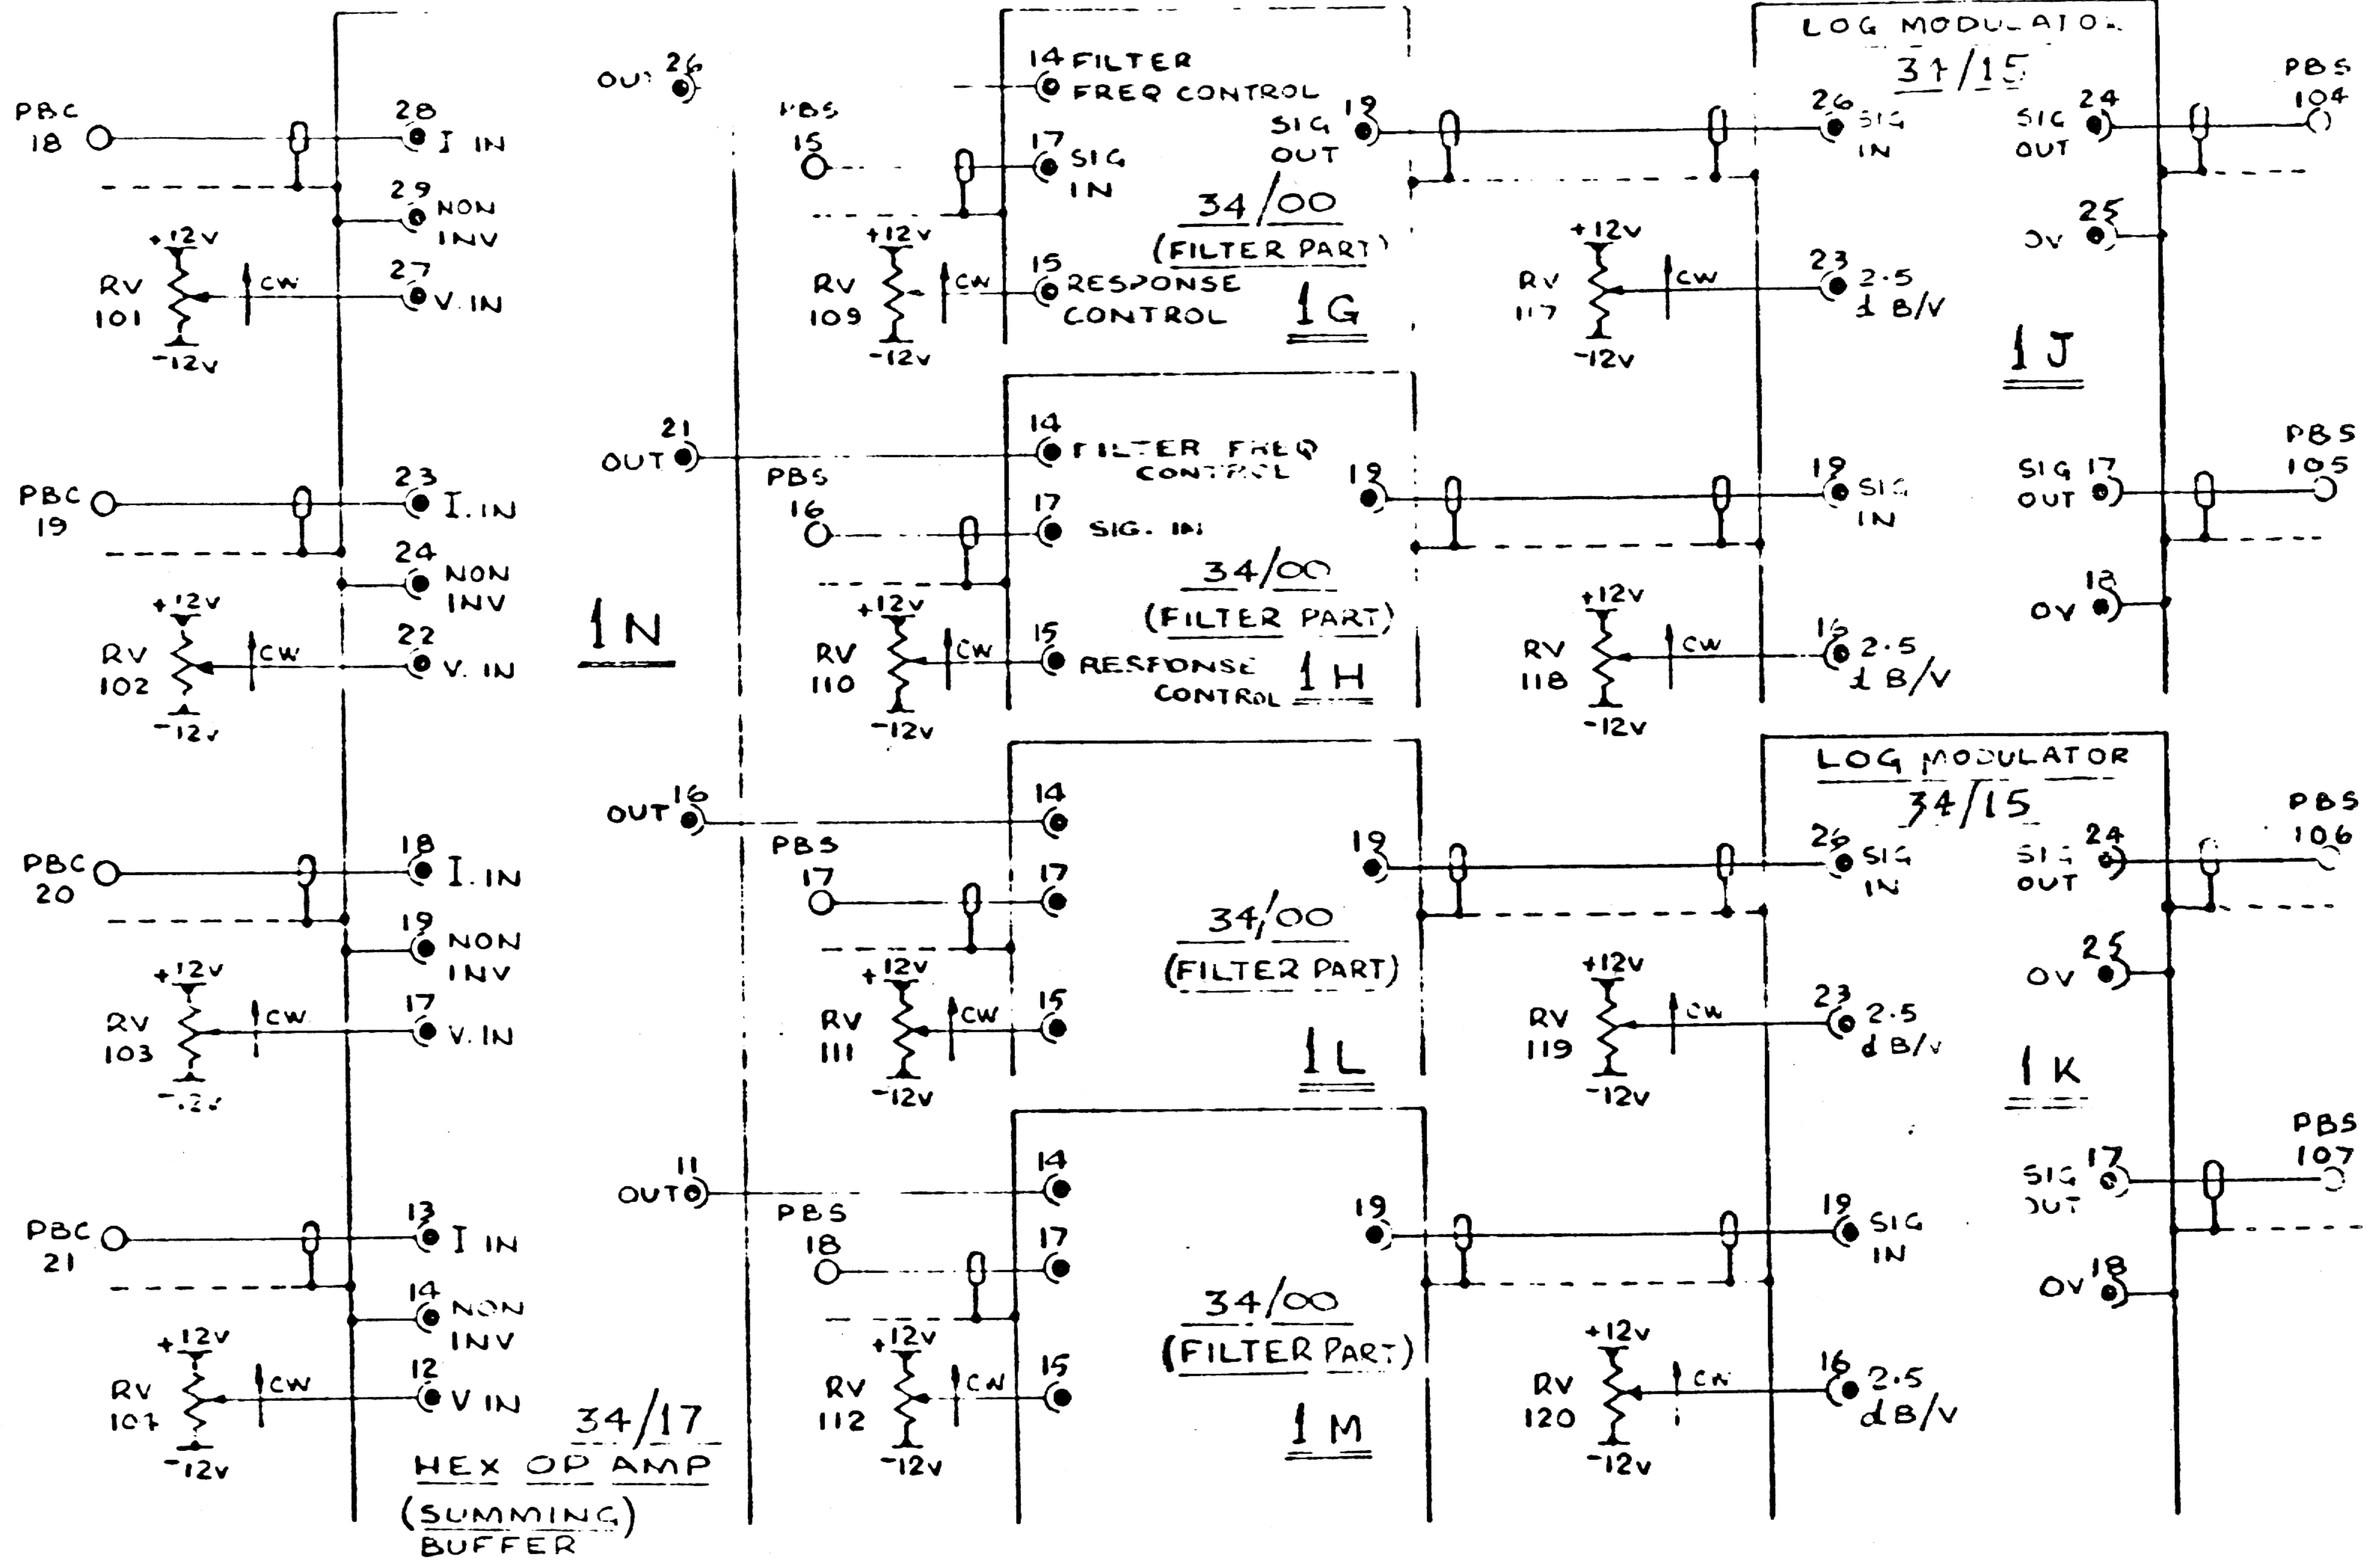 LOG MODULATOR
34/15
PBC
18
28
I IN
29
NON
INV
+12v
RV
101
CW
27
V. IN
-12v
OUT 26
PBS
15
14 FILTER
FREQ CONTROL
17 SIG
IN
+12v
RV
109
CW
15
RESPONSE
CONTROL
-12v
SIG
OUT
19
34/00
(FILTER PART)
1G
26
SIG
IN
+12v
RV
117
CW
23
2.5
dB/V
-12v
SIG
OUT
24
PBS
104
25
OV
1J
PBC
19
23
I. IN
24
NON
INV
+12v
RV
102
CW
22
V. IN
-12v
1N
21
OUT
PBS
16
14
FILTER FREQ
CONTROL
17
SIG. IN
+12v
RV
110
CW
15
RESPONSE
CONTROL
-12v
19
34/00
(FILTER PART)
1H
19
SIG
IN
+12v
RV
118
CW
16
2.5
dB/V
-12v
SIG
OUT
17
PBS
105
18
OV
PBC
20
18
I. IN
19
NON
INV
+12v
RV
103
CW
17
V. IN
-12v
OUT 16
PBS
17
14
17
+12v
RV
111
CW
15
-12v
19
34/00
(FILTER PART)
1L
LOG MODULATOR
34/15
26
SIG
IN
+12v
RV
119
CW
23
2.5
dB/V
-12v
SIG
OUT
24
PBS
106
25
OV
1K
PBC
21
13
I IN
14
NON
INV
+12v
RV
CW
12
V IN
-12v
34/17
HEX OP AMP
(SUMMING)
BUFFER
11
OUT
PBS
18
14
17
+12v
RV
112
CW
15
-12v
19
34/00
(FILTER PART)
1M
19
SIG
IN
+12v
RV
120
CW
16
2.5
dB/V
-12v
SIG
OUT
17
PBS
107
18
OV